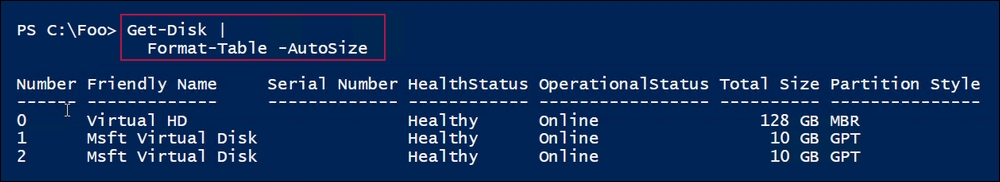 PS C:\Foo> Get-Disk |
Format-Table -AutoSize
Number Friendly Name Serial Number HealthStatus OperationalStatus Total Size Partition Style
------ ------------- ------------- ------------ ----------------- ---------- ---------------
0 Virtual HD Healthy Online 128 GB MBR
1 Msft Virtual Disk Healthy Online 10 GB GPT
2 Msft Virtual Disk Healthy Online 10 GB GPT